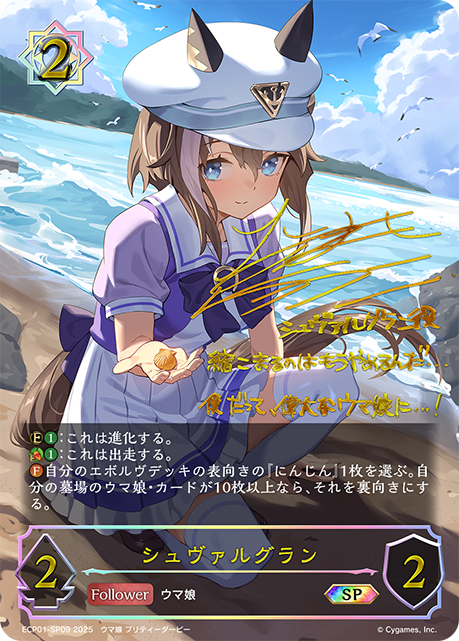 2
シュヴァルグラン役
縮こまるのはもうやめるんだ…
僕だって、偉大なウマ娘に…！
E 1：これは進化する。
1：これは出走する。
F 自分のエボルヴデッキの表向きの『にんじん』1枚を選ぶ。自
分の墓場のウマ娘・カードが10枚以上なら、それを裏向きにす
る。
シュヴァルグラン
2
Follower ウマ娘
SP
2
ECP01-SP09 2025 ウマ娘 プリティーダービー
© Cygames, Inc.